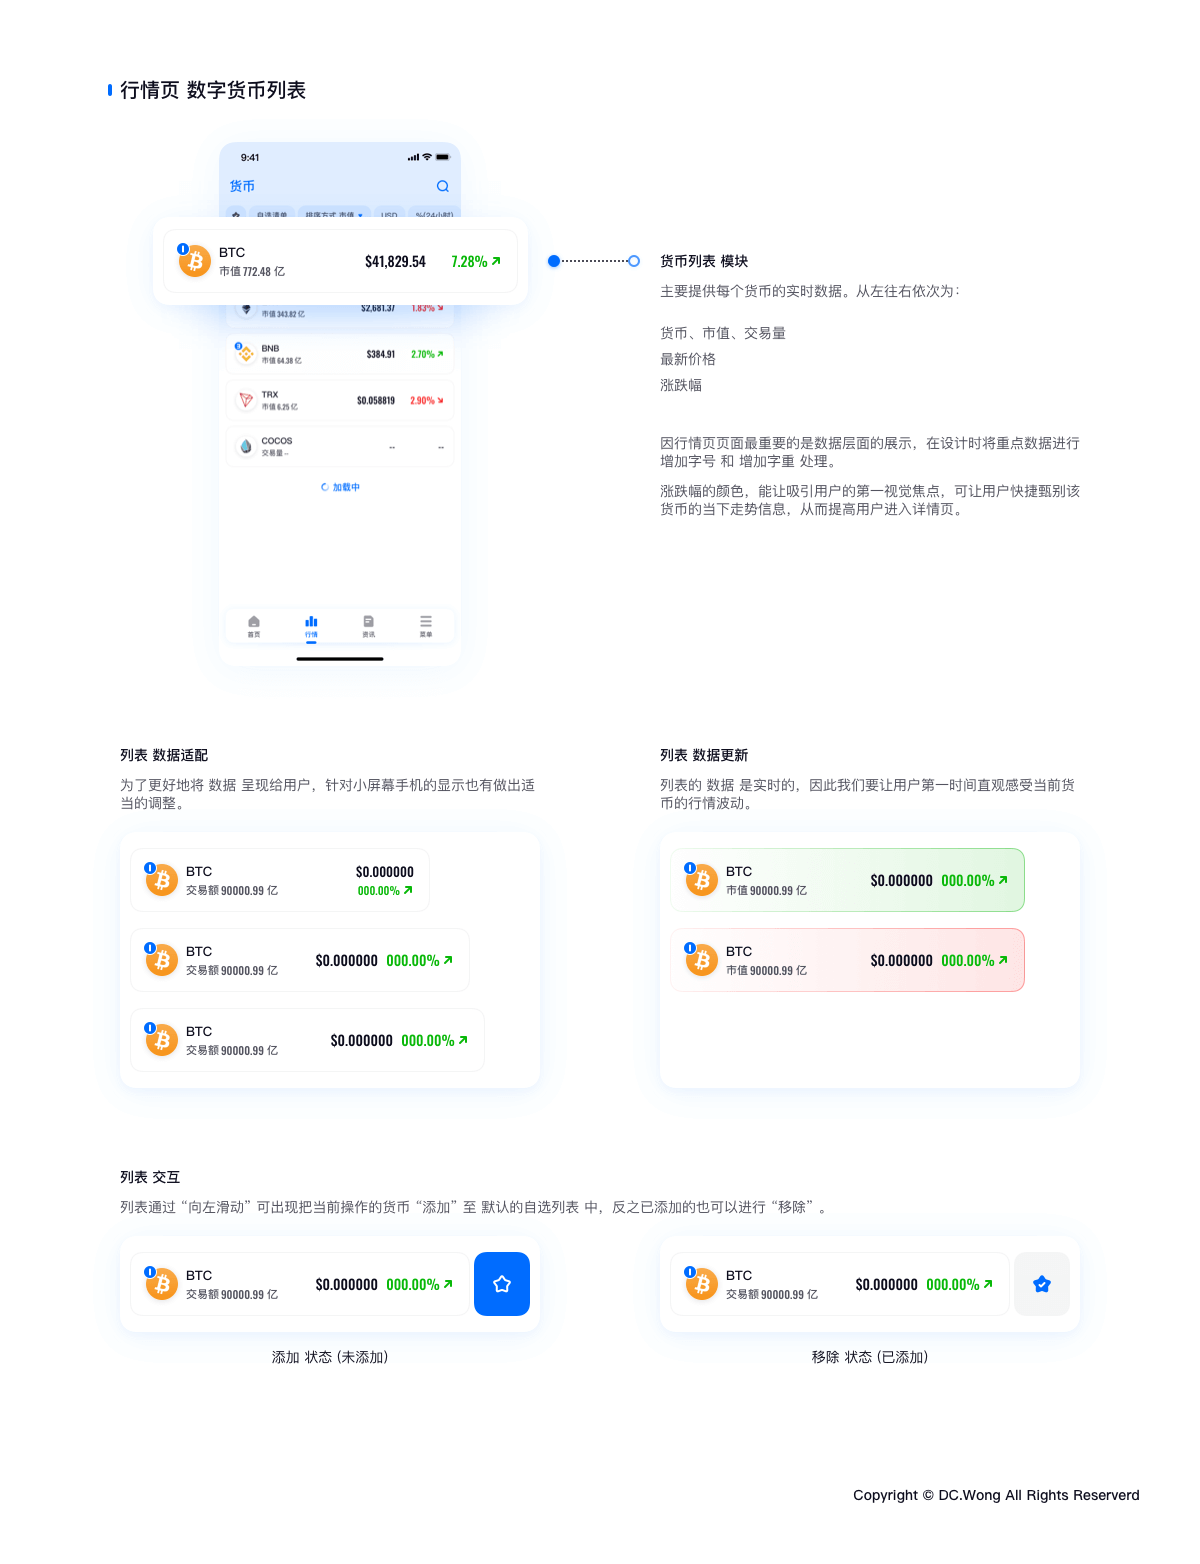 行情页 数字货币列表
9:41
货币
自选清单 排序方式 市值 USD %(24小时)
BTC
市值 772.48 亿
$41,829.54 7.28%
市值 343.82 亿
$2,681.37 1.83%
BNB
市值 64.38 亿
$384.91 2.70%
TRX
市值 6.25 亿
$0.058819 2.90%
COCOS
交易量 --
-- --
加载中
首页 行情 资讯 菜单
货币列表 模块
主要提供每个货币的实时数据。从左往右依次为：
货币、市值、交易量
最新价格
涨跌幅
因行情页页面最重要的是数据层面的展示，在设计时将重点数据进行
增加字号 和 增加字重 处理。
涨跌幅的颜色，能让吸引用户的第一视觉焦点，可让用户快捷甄别该
货币的当下走势信息，从而提高用户进入详情页。
列表 数据适配
为了更好地将 数据 呈现给用户，针对小屏幕手机的显示也有做出适
当的调整。
BTC
交易额 90000.99 亿
$0.000000
000.00%
BTC
交易额 90000.99 亿
$0.000000 000.00%
BTC
交易额 90000.99 亿
$0.000000 000.00%
列表 数据更新
列表的 数据 是实时的，因此我们要让用户第一时间直观感受当前货
币的行情波动。
BTC
市值 90000.99 亿
$0.000000 000.00%
BTC
市值 90000.99 亿
$0.000000 000.00%
列表 交互
列表通过 “向左滑动” 可出现把当前操作的货币 “添加” 至 默认的自选列表 中，反之已添加的也可以进行 “移除” 。
BTC
交易额 90000.99 亿
$0.000000 000.00%
添加 状态 (未添加)
BTC
交易额 90000.99 亿
$0.000000 000.00%
移除 状态 (已添加)
Copyright © DC.Wong All Rights Reserverd